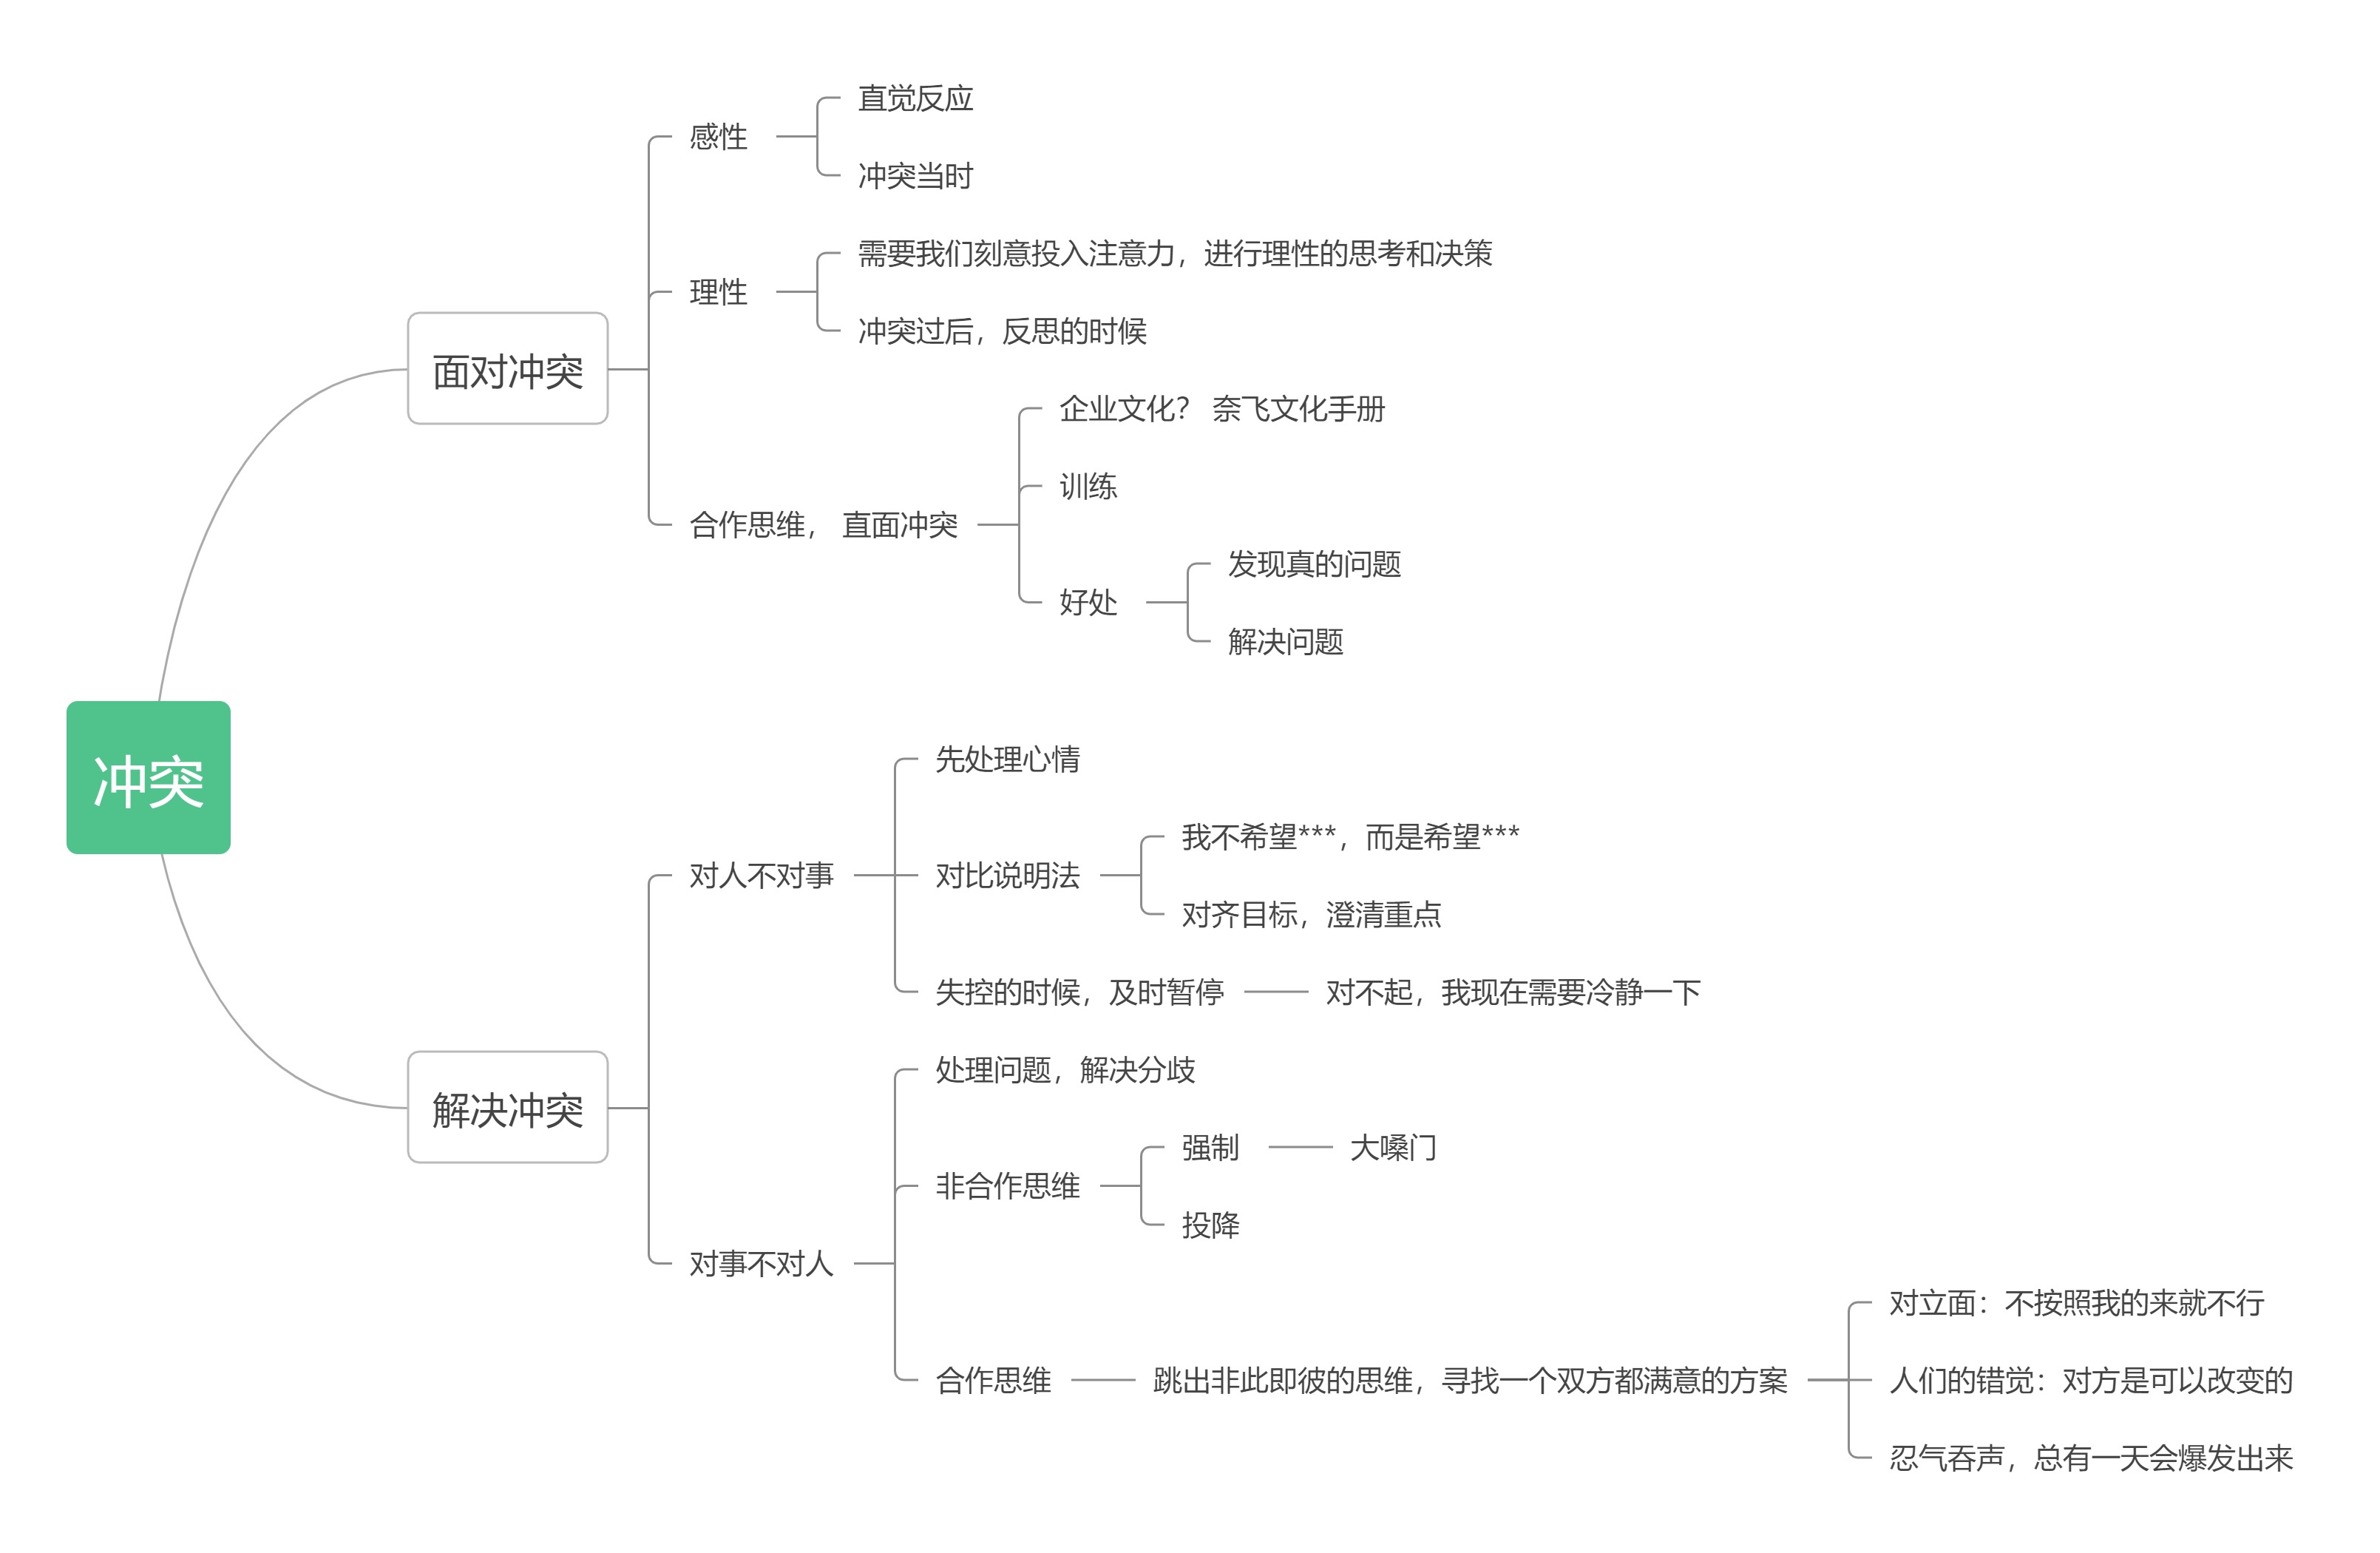 冲突
面对冲突
感性
直觉反应
冲突当时
理性
需要我们刻意投入注意力，进行理性的思考和决策
冲突过后，反思的时候
合作思维， 直面冲突
企业文化？ 奈飞文化手册
训练
好处
发现真的问题
解决问题
解决冲突
对人不对事
先处理心情
对比说明法
我不希望***，而是希望***
对齐目标，澄清重点
失控的时候，及时暂停
对不起，我现在需要冷静一下
对事不对人
处理问题，解决分歧
非合作思维
强制
大嗓门
投降
合作思维
跳出非此即彼的思维，寻找一个双方都满意的方案
对立面：不按照我的来就不行
人们的错觉：对方是可以改变的
忍气吞声，总有一天会爆发出来